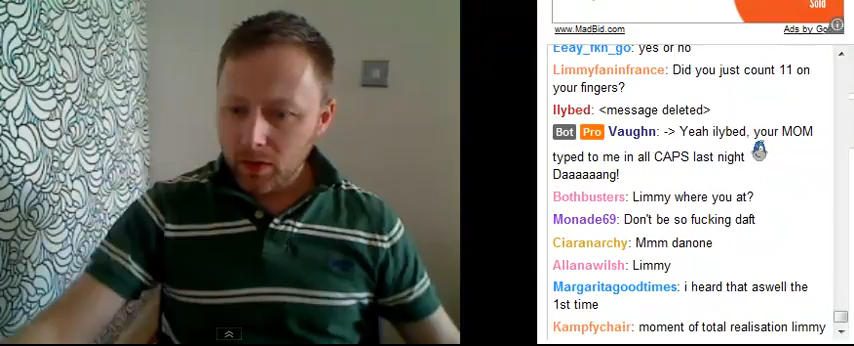 Sold
www.MadBid.com
Ads by Goo
Eeay_fkn_go: yes or no
Limmyfaninfrance: Did you just count 11 on
your fingers?
Ilybed: <message deleted>
Bot Pro Vaughn: -> Yeah ilybed, your MOM
typed to me in all CAPS last night
Daaaaaang!
Bothbusters: Limmy where you at?
Monade69: Don't be so fucking daft
Ciaranarchy: Mmm danone
Allanawilsh: Limmy
Margaritagoodtimes: i heard that aswell the
1st time
Kampfychair: moment of total realisation limmy